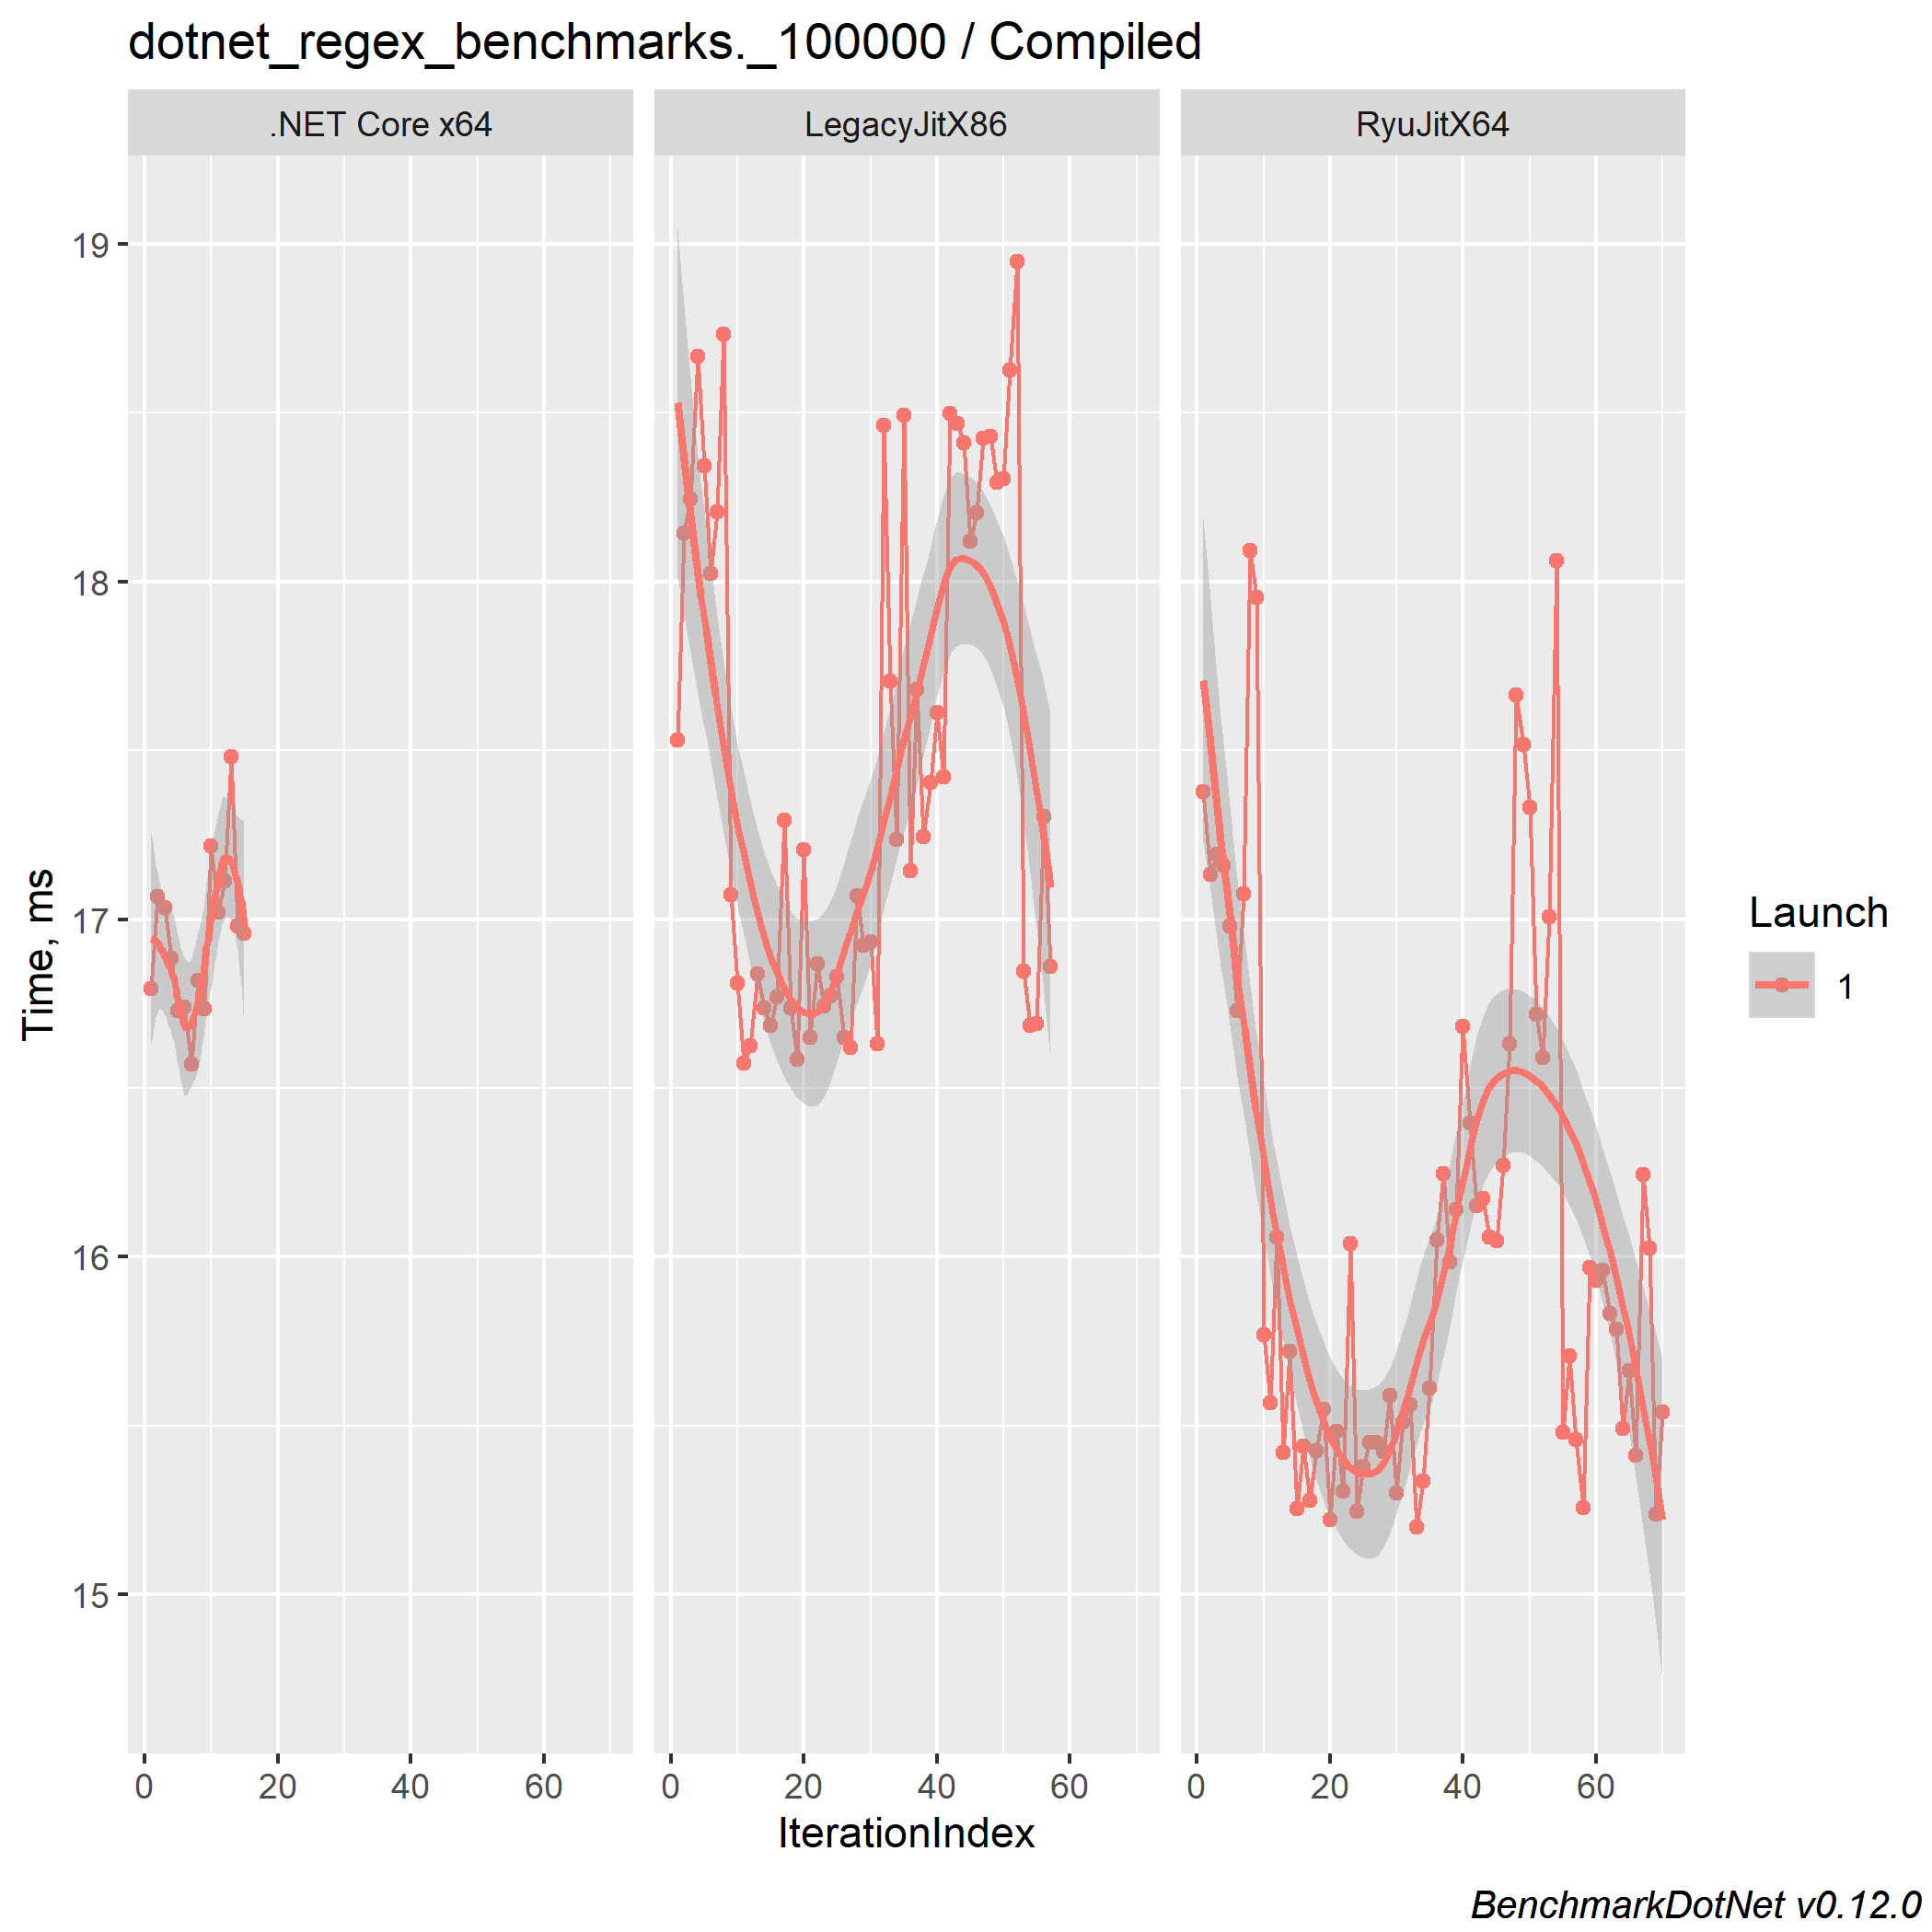 dotnet_regex_benchmarks._100000 / Compiled
.NET Core x64
LegacyJitX86
RyuJitX64
19
18
17
16
15
Time, ms
0 20 40 60
0 20 40 60
0 20 40 60
IterationIndex
Launch
1
BenchmarkDotNet v0.12.0